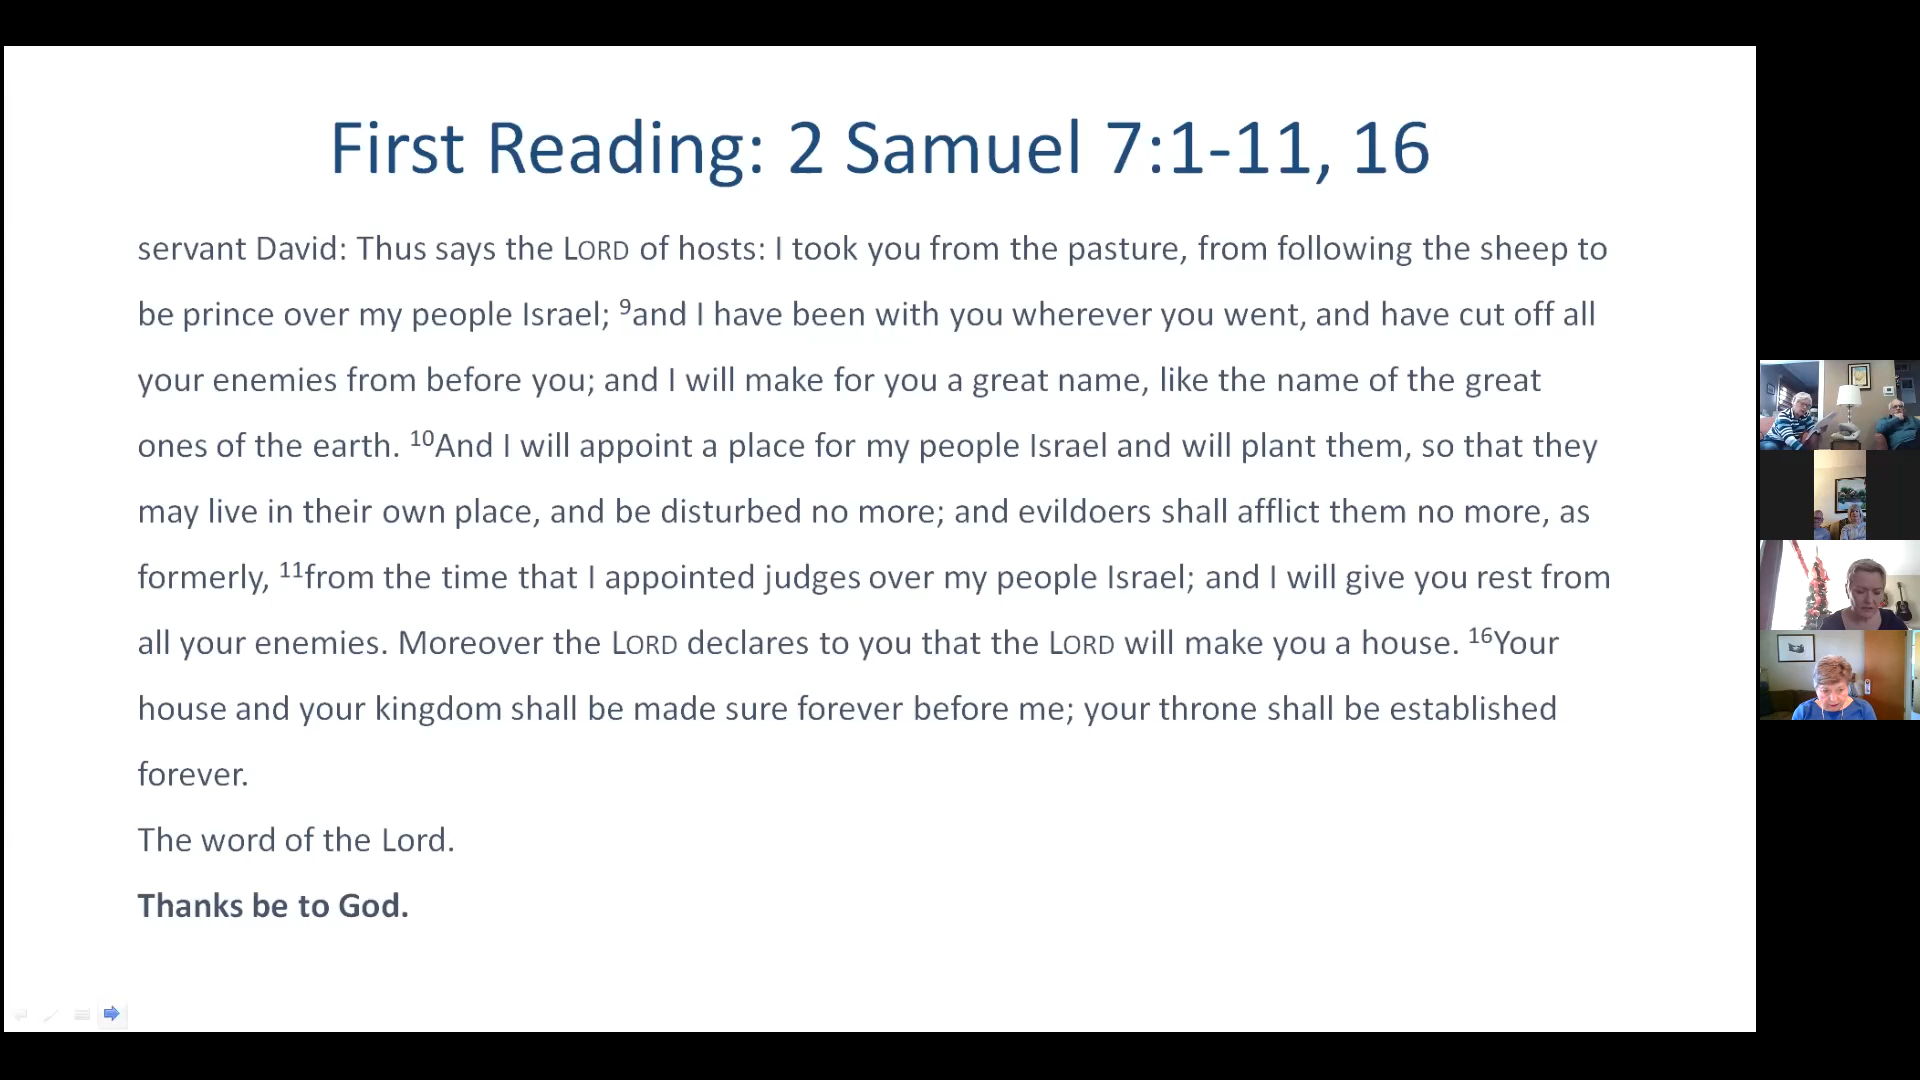 First Reading: 2 Samuel 7:1-11, 16
servant David: Thus says the LORD of hosts: I took you from the pasture, from following the sheep to
be prince over my people Israel; ⁹and I have been with you wherever you went, and have cut off all
your enemies from before you; and I will make for you a great name, like the name of the great
ones of the earth. ¹⁰And I will appoint a place for my people Israel and will plant them, so that they
may live in their own place, and be disturbed no more; and evildoers shall afflict them no more, as
formerly, ¹¹from the time that I appointed judges over my people Israel; and I will give you rest from
all your enemies. Moreover the LORD declares to you that the LORD will make you a house. ¹⁶Your
house and your kingdom shall be made sure forever before me; your throne shall be established
forever.
The word of the Lord.
Thanks be to God.